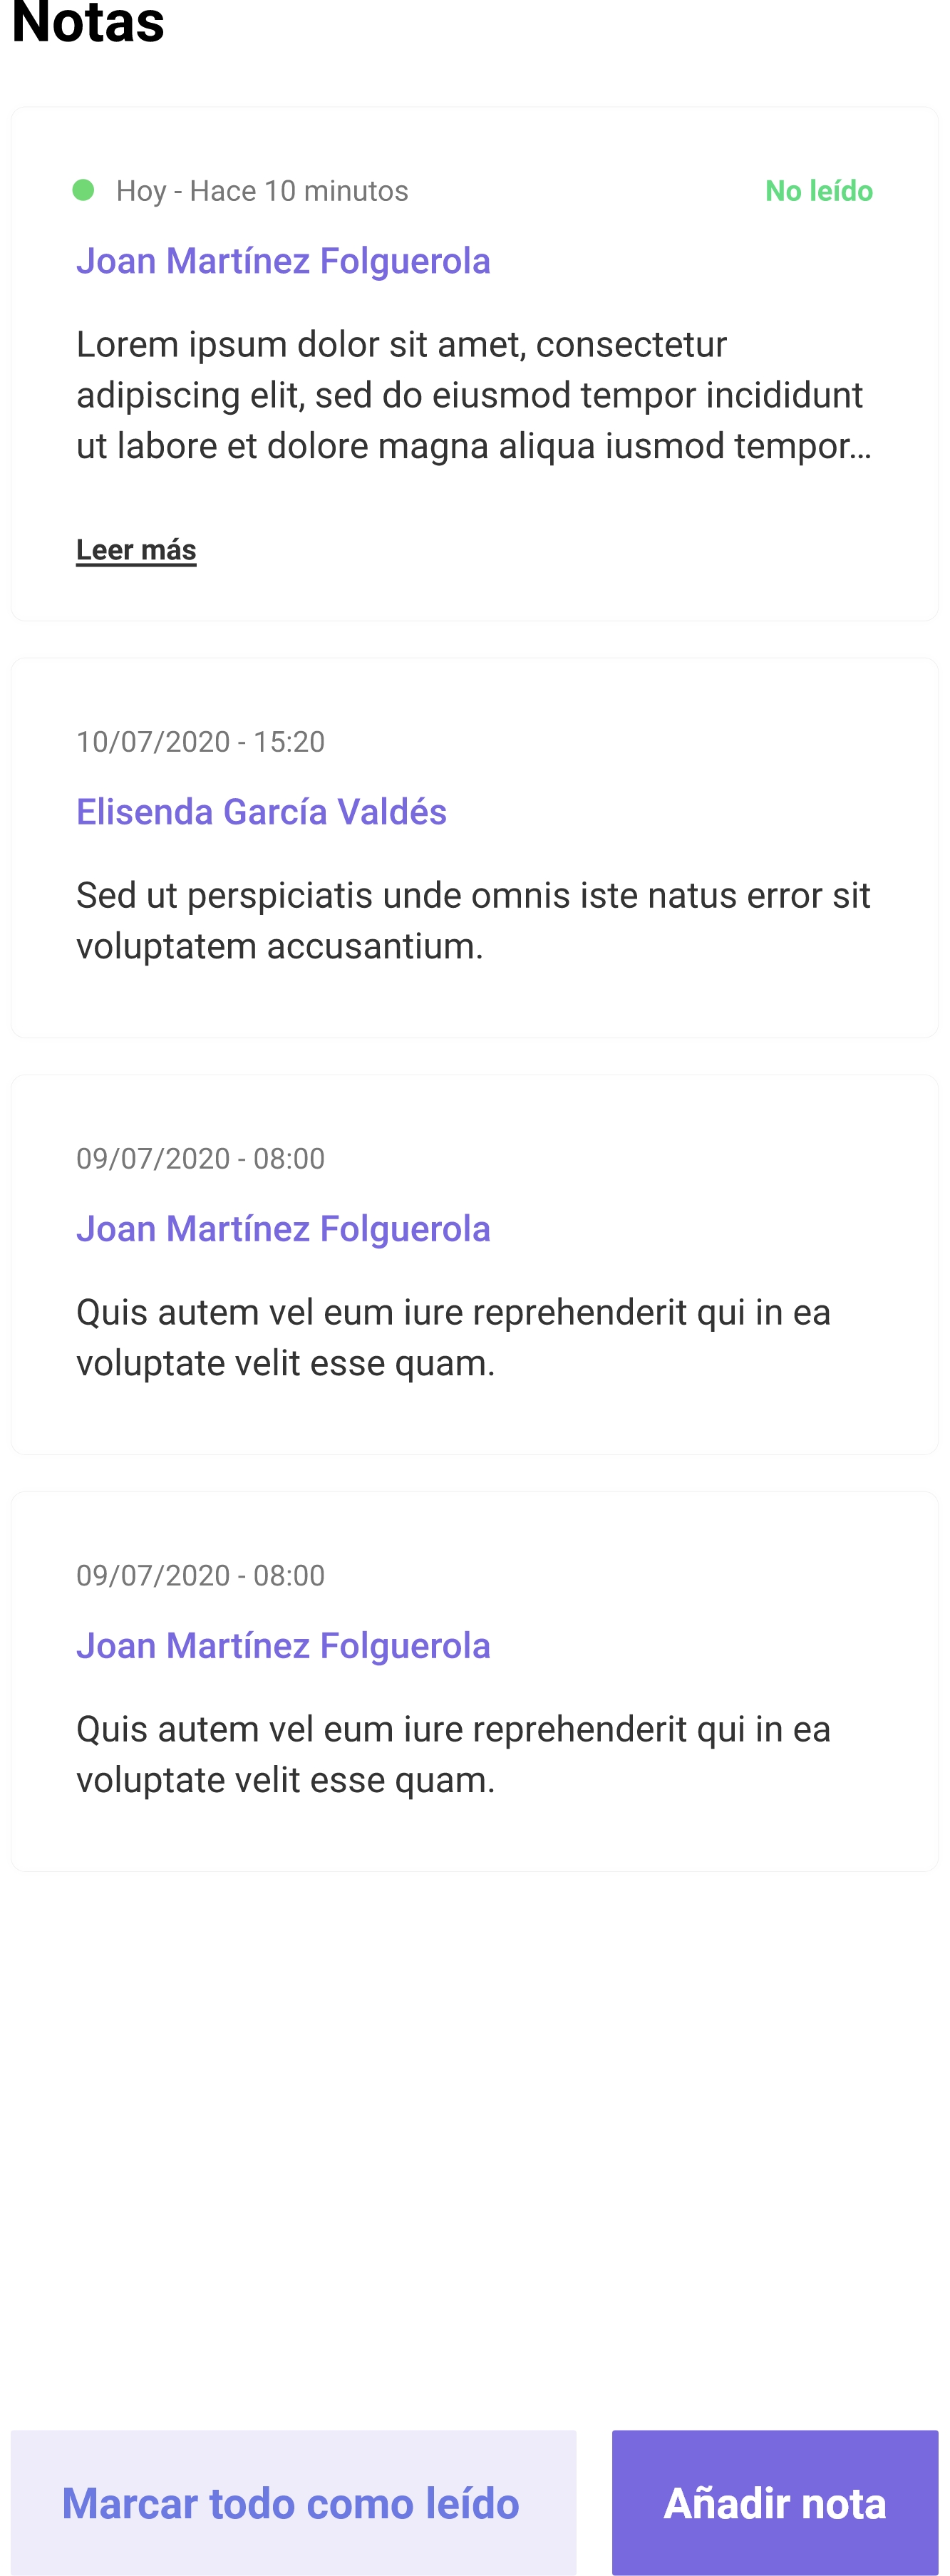 Notas
Hoy - Hace 10 minutos
No leído
Joan Martínez Folguerola
Lorem ipsum dolor sit amet, consectetur
adipiscing elit, sed do eiusmod tempor incididunt
ut labore et dolore magna aliqua iusmod tempor...
Leer más
10/07/2020 - 15:20
Elisenda García Valdés
Sed ut perspiciatis unde omnis iste natus error sit
voluptatem accusantium.
09/07/2020 - 08:00
Joan Martínez Folguerola
Quis autem vel eum iure reprehenderit qui in ea
voluptate velit esse quam.
09/07/2020 - 08:00
Joan Martínez Folguerola
Quis autem vel eum iure reprehenderit qui in ea
voluptate velit esse quam.
Marcar todo como leído
Añadir nota